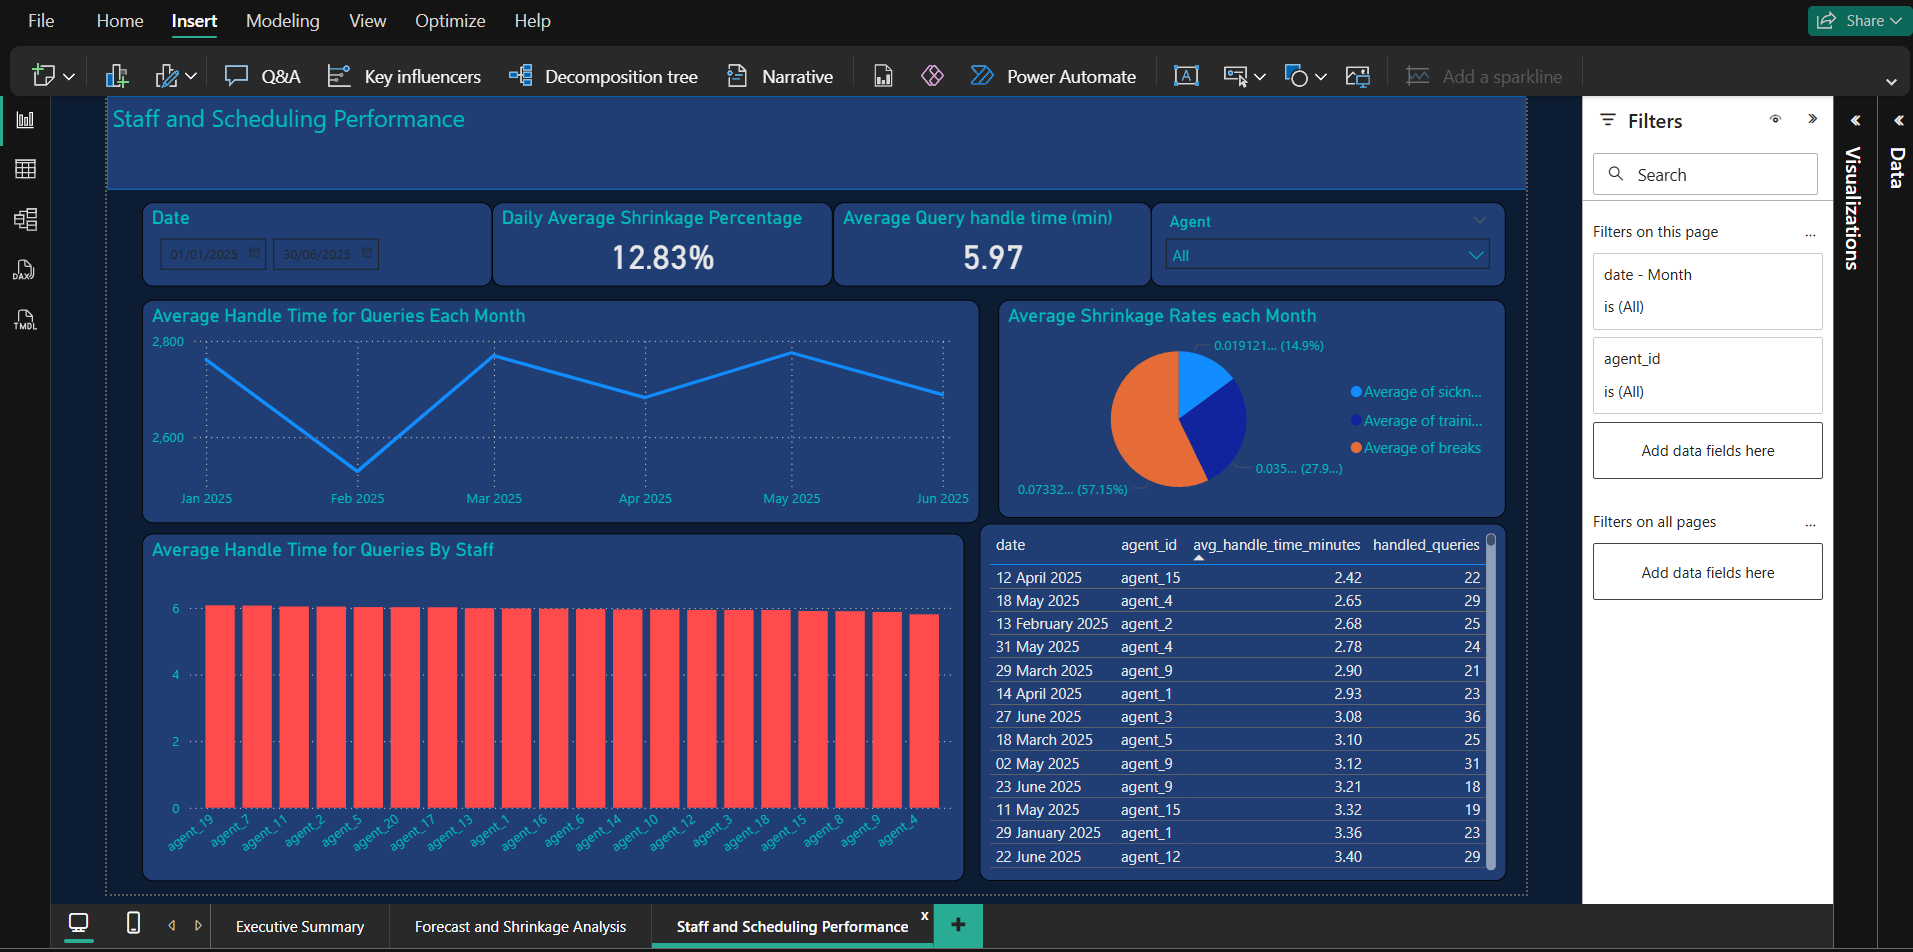 File Home Insert Modeling View Optimize Help Share
Q&A Key influencers Decomposition tree Narrative Power Automate Add a sparkline
Staff and Scheduling Performance
Date
01/01/2025 30/06/2025
Daily Average Shrinkage Percentage
12.83%
Average Query handle time (min)
5.97
Agent
All
Average Handle Time for Queries Each Month
2,800
2,600
Jan 2025 Feb 2025 Mar 2025 Apr 2025 May 2025 Jun 2025
Average Shrinkage Rates each Month
0.019121... (14.9%)
0.035... (27.9...)
0.07332... (57.15%)
Average of sickn...
Average of traini...
Average of breaks
Average Handle Time for Queries By Staff
6
4
2
0
agent_19 agent_7 agent_11 agent_2 agent_5 agent_20 agent_17 agent_13 agent_1 agent_16 agent_6 agent_14 agent_10 agent_12 agent_3 agent_18 agent_15 agent_8 agent_9 agent_4
date agent_id avg_handle_time_minutes handled_queries
12 April 2025 agent_15 2.42 22
18 May 2025 agent_4 2.65 29
13 February 2025 agent_2 2.68 25
31 May 2025 agent_4 2.78 24
29 March 2025 agent_9 2.90 21
14 April 2025 agent_1 2.93 23
27 June 2025 agent_3 3.08 36
18 March 2025 agent_5 3.10 25
02 May 2025 agent_9 3.12 31
23 June 2025 agent_9 3.21 18
11 May 2025 agent_15 3.32 19
29 January 2025 agent_1 3.36 23
22 June 2025 agent_12 3.40 29
Filters
Search
Filters on this page ...
date - Month
is (All)
agent_id
is (All)
Add data fields here
Filters on all pages ...
Add data fields here
Visualizations
Data
DAX
TMDL
A
Executive Summary Forecast and Shrinkage Analysis Staff and Scheduling Performance x +